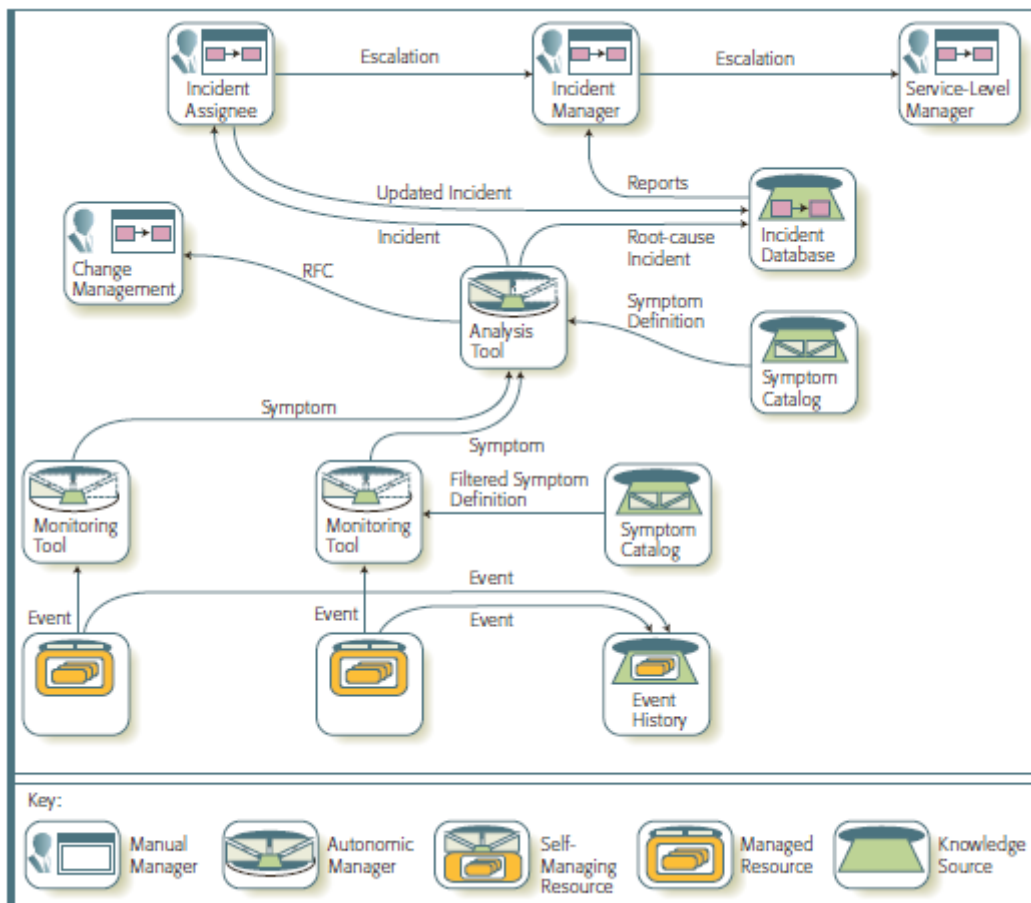 Escalation
Escalation
Incident
Assignee
Incident
Manager
Service-Level
Manager
Updated Incident
Reports
Incident
Root-cause
Incident
Incident
Database
Change
Management
RFC
Symptom
Definition
Analysis
Tool
Symptom
Catalog
Symptom
Symptom
Filtered Symptom
Definition
Monitoring
Tool
Monitoring
Tool
Symptom
Catalog
Event
Event
Event
Event
Event
History
Key:
Manual
Manager
Autonomic
Manager
Self-
Managing
Resource
Managed
Resource
Knowledge
Source